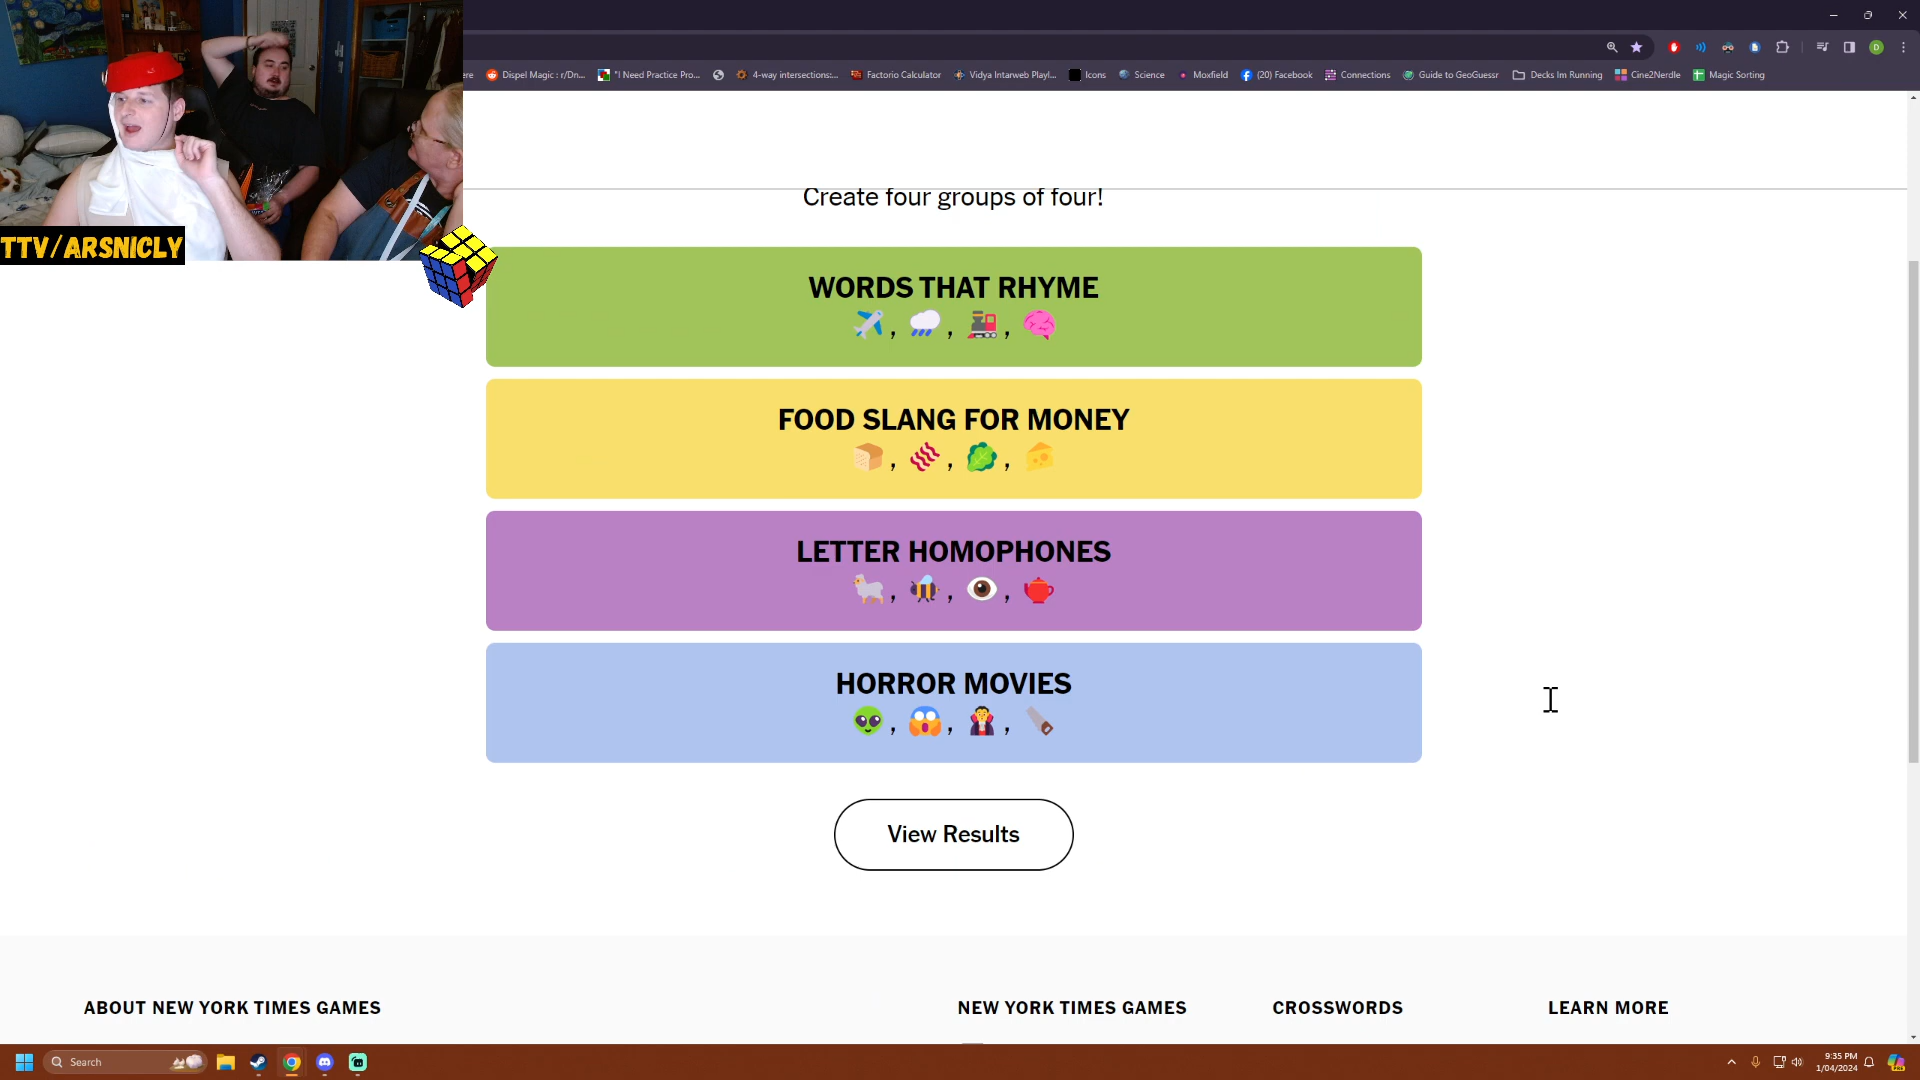 ere
Dispel Magic : r/Dn...
"I Need Practice Pro...
4-way intersections:...
Factorio Calculator
Vidya Intarweb Playl...
Icons
Science
Moxfield
(20) Facebook
Connections
Guide to GeoGuessr
Decks Im Running
Cine2Nerdle
Magic Sorting
D
TTV/ARSNICLY
Create four groups of four!
WORDS THAT RHYME
FOOD SLANG FOR MONEY
LETTER HOMOPHONES
HORROR MOVIES
View Results
ABOUT NEW YORK TIMES GAMES
NEW YORK TIMES GAMES
CROSSWORDS
LEARN MORE
Search
9:35 PM
1/04/2024